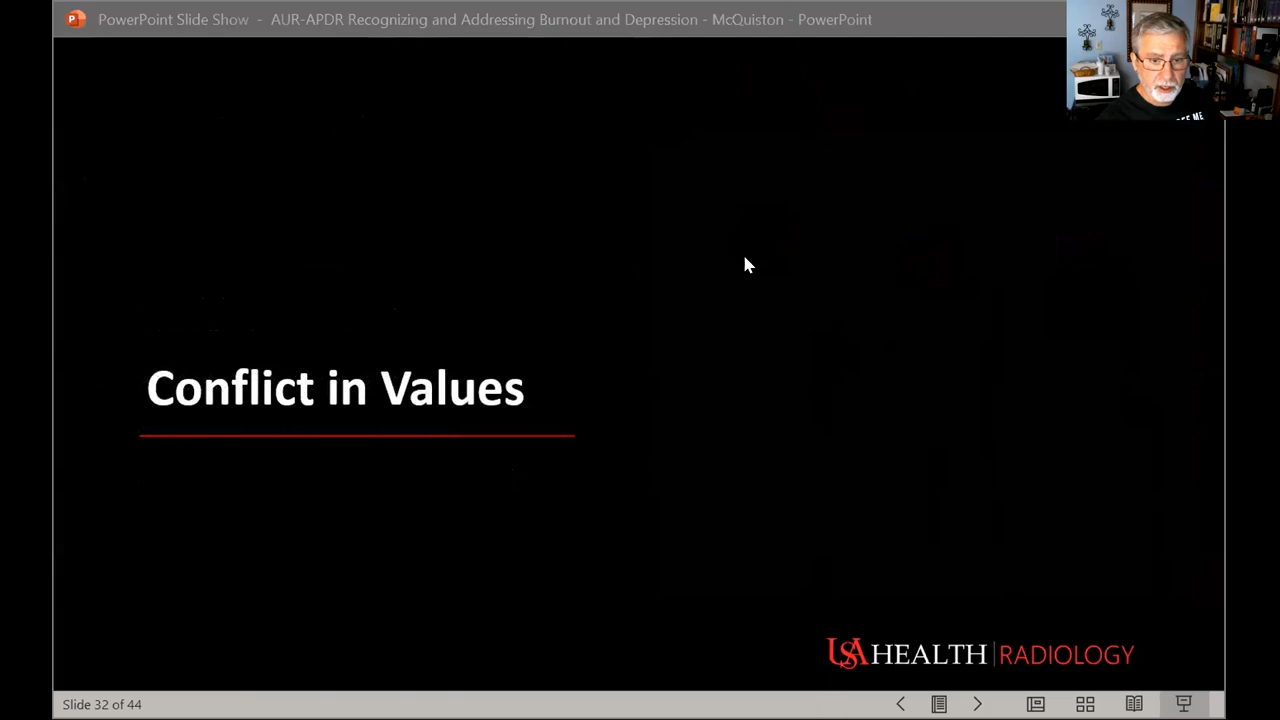 PowerPoint Slide Show - AUR-APDR Recognizing and Addressing Burnout and Depression - McQuiston - PowerPoint
Conflict in Values
USA HEALTH | RADIOLOGY
Slide 32 of 44